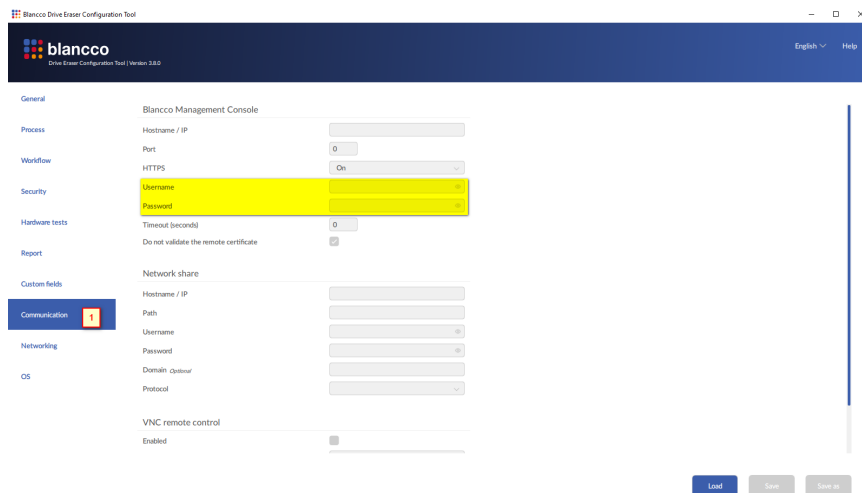 Blancco Drive Eraser Configuration Tool
blancco
Drive Eraser Configuration Tool | Version 3.8.0
English
Help
General
Process
Workflow
Security
Hardware tests
Report
Custom fields
Communication 1
Networking
OS
Blancco Management Console
Hostname / IP
Port 0
HTTPS On
Username
Password
Timeout (seconds) 0
Do not validate the remote certificate
Network share
Hostname / IP
Path
Username
Password
Domain Optional
Protocol
VNC remote control
Enabled
Load Save Save as